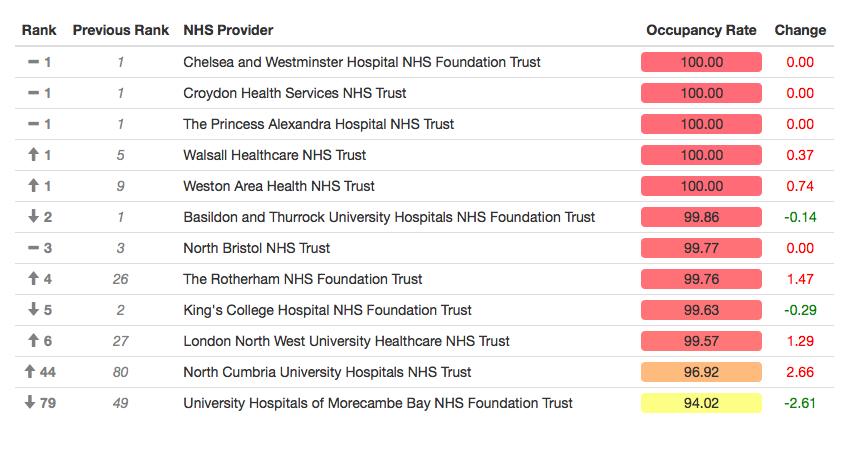 Rank Previous Rank NHS Provider Occupancy Rate Change
1 1 Chelsea and Westminster Hospital NHS Foundation Trust 100.00 0.00
1 1 Croydon Health Services NHS Trust 100.00 0.00
1 1 The Princess Alexandra Hospital NHS Trust 100.00 0.00
1 5 Walsall Healthcare NHS Trust 100.00 0.37
1 9 Weston Area Health NHS Trust 100.00 0.74
2 1 Basildon and Thurrock University Hospitals NHS Foundation Trust 99.86 -0.14
3 3 North Bristol NHS Trust 99.77 0.00
4 26 The Rotherham NHS Foundation Trust 99.76 1.47
5 2 King's College Hospital NHS Foundation Trust 99.63 -0.29
6 27 London North West University Healthcare NHS Trust 99.57 1.29
44 80 North Cumbria University Hospitals NHS Trust 96.92 2.66
79 49 University Hospitals of Morecambe Bay NHS Foundation Trust 94.02 -2.61